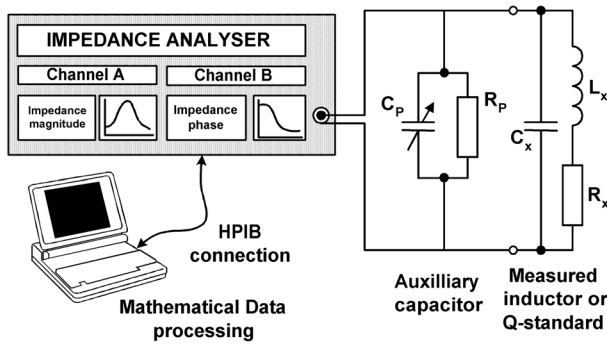 IMPEDANCE ANALYSER
Channel A
Channel B
Impedance
magnitude
Impedance
phase
CP
RP
Cx
Lx
Rx
HPIB
connection
Mathematical Data
processing
Auxilliary
capacitor
Measured
inductor or
Q-standard